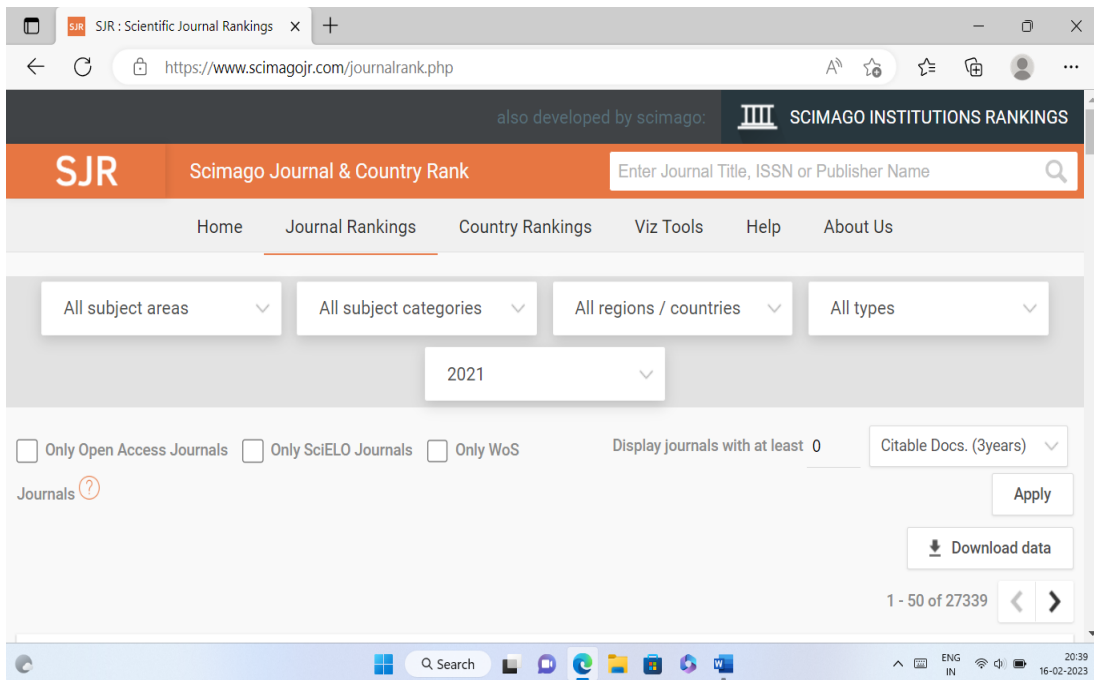 SJR SJR : Scientific Journal Rankings
https://www.scimagojr.com/journalrank.php
also developed by scimago: SCIMAGO INSTITUTIONS RANKINGS
SJR Scimago Journal & Country Rank Enter Journal Title, ISSN or Publisher Name
Home Journal Rankings Country Rankings Viz Tools Help About Us
All subject areas All subject categories All regions / countries All types
2021
Only Open Access Journals Only SciELO Journals Only WoS Display journals with at least 0 Citable Docs. (3years)
Journals ? Apply
Download data
1 - 50 of 27339
Search ENG 20:39
IN 16-02-2023